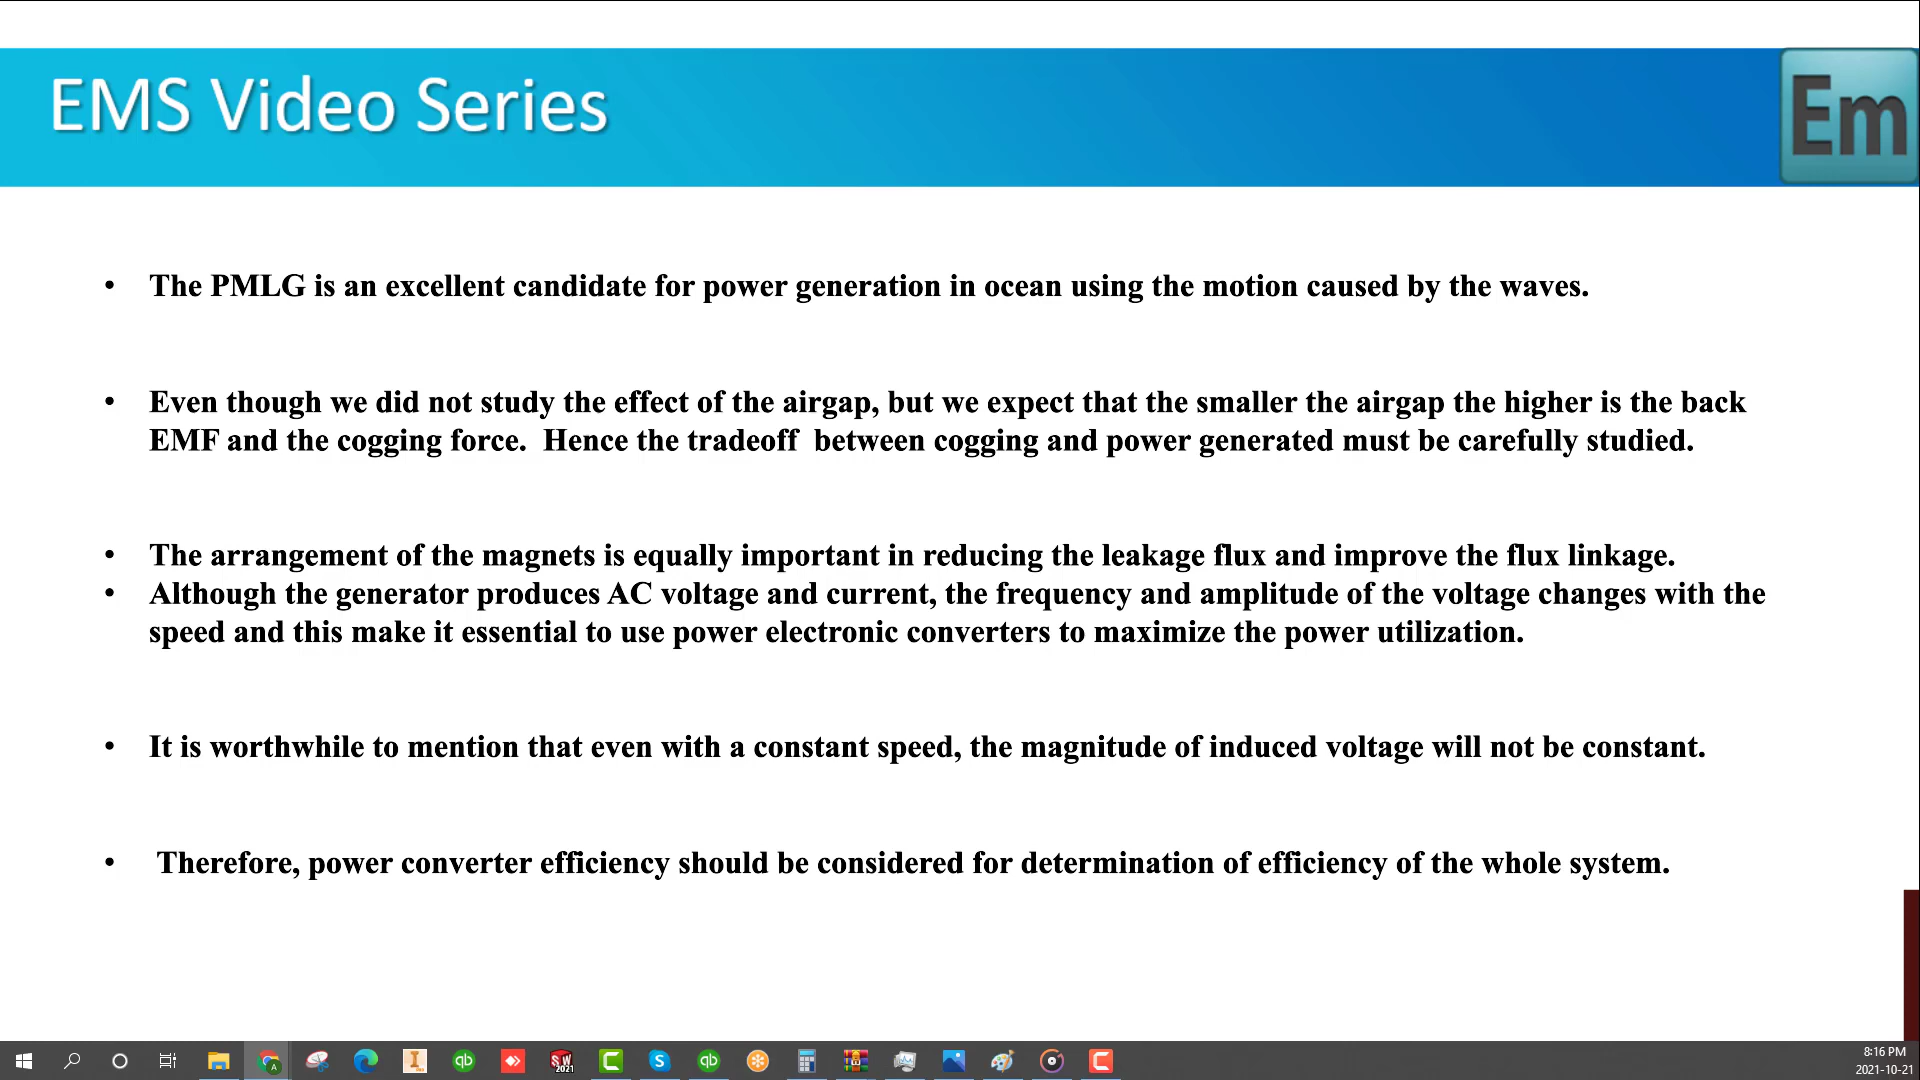 EMS Video Series
Em
• The PMLG is an excellent candidate for power generation in ocean using the motion caused by the waves.
• Even though we did not study the effect of the airgap, but we expect that the smaller the airgap the higher is the back
EMF and the cogging force.  Hence the tradeoff  between cogging and power generated must be carefully studied.
• The arrangement of the magnets is equally important in reducing the leakage flux and improve the flux linkage.
• Although the generator produces AC voltage and current, the frequency and amplitude of the voltage changes with the
speed and this make it essential to use power electronic converters to maximize the power utilization.
• It is worthwhile to mention that even with a constant speed, the magnitude of induced voltage will not be constant.
• Therefore, power converter efficiency should be considered for determination of efficiency of the whole system.
A
I
qb
SW
2021
C
S
qb
C
8:16 PM
2021-10-21